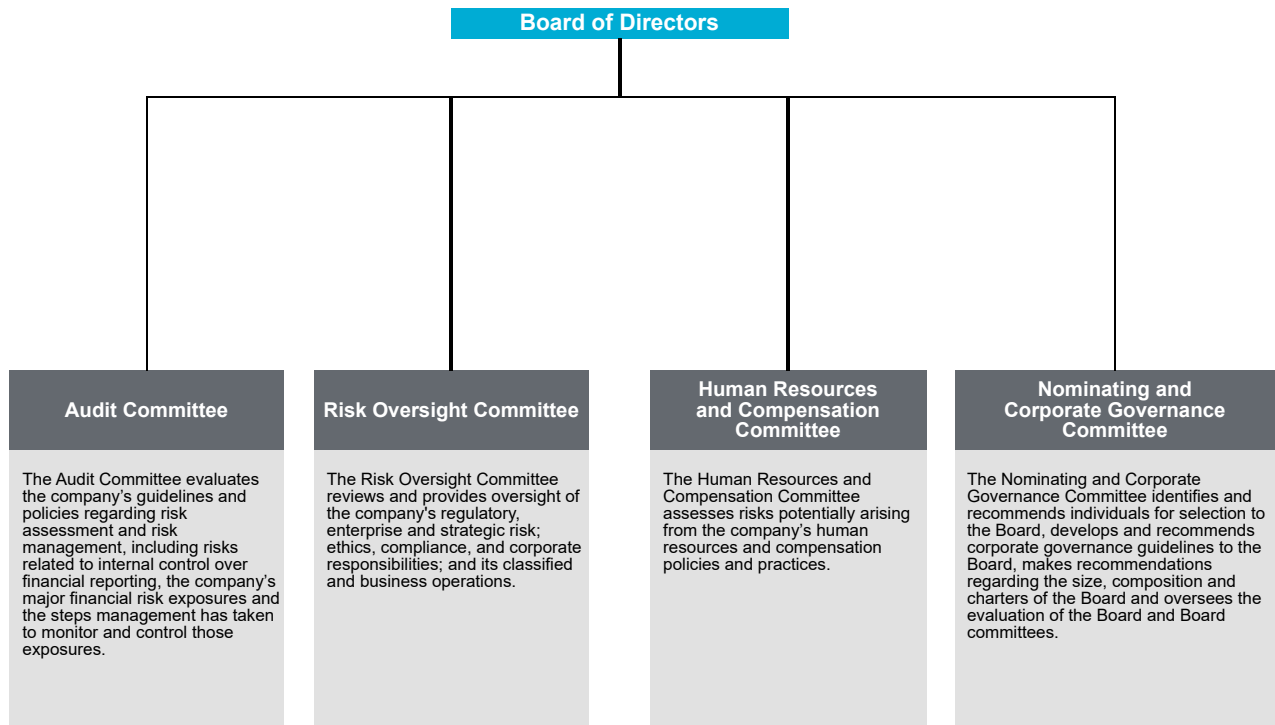 Board of Directors
Audit Committee
The Audit Committee evaluates
the company’s guidelines and
policies regarding risk
assessment and risk
management, including risks
related to internal control over
financial reporting, the company’s
major financial risk exposures and
the steps management has taken
to monitor and control those
exposures.
Risk Oversight Committee
The Risk Oversight Committee
reviews and provides oversight of
the company's regulatory,
enterprise and strategic risk;
ethics, compliance, and corporate
responsibilities; and its classified
and business operations.
Human Resources
and Compensation
Committee
The Human Resources and
Compensation Committee
assesses risks potentially arising
from the company’s human
resources and compensation
policies and practices.
Nominating and
Corporate Governance
Committee
The Nominating and Corporate
Governance Committee identifies and
recommends individuals for selection to
the Board, develops and recommends
corporate governance guidelines to the
Board, makes recommendations
regarding the size, composition and
charters of the Board and oversees the
evaluation of the Board and Board
committees.